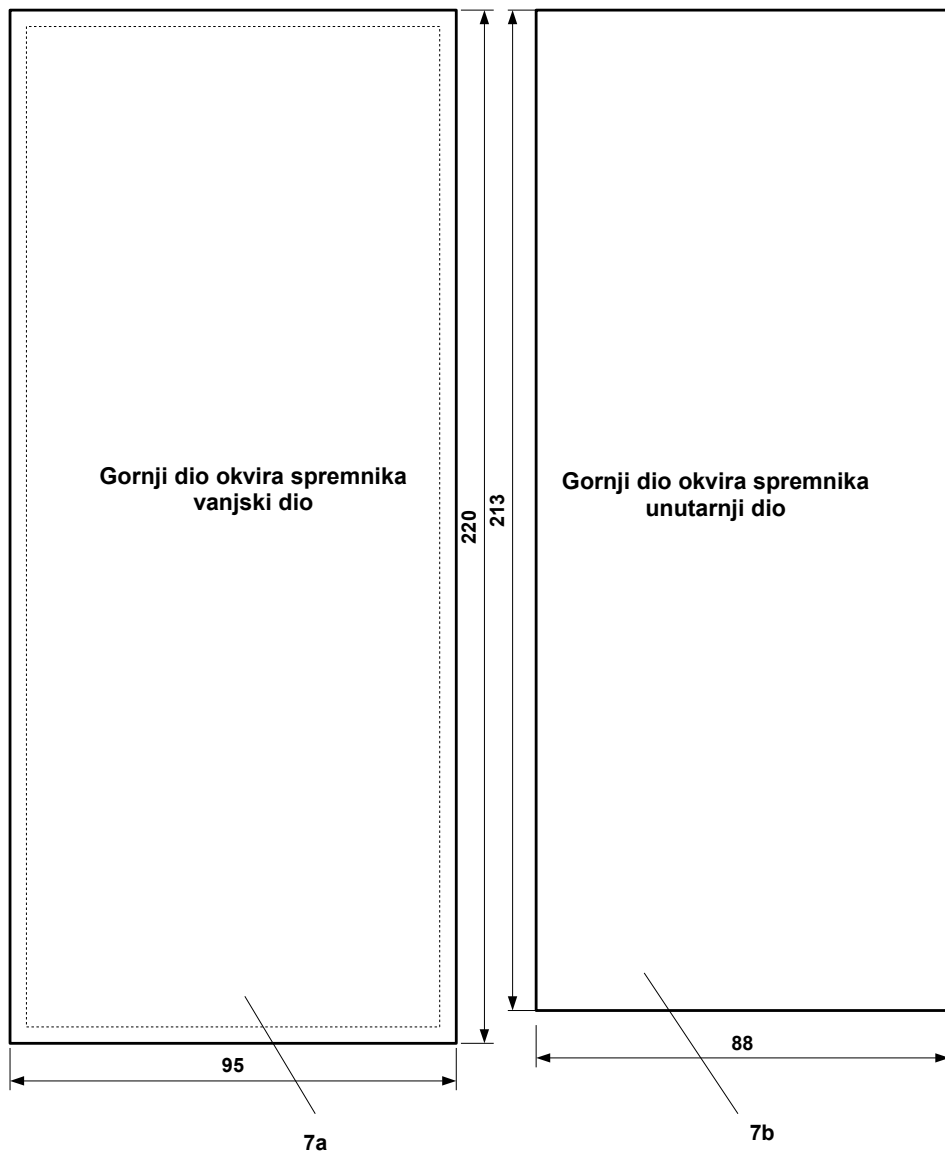 Gornji dio okvira spremnika
vanjski dio
220
213
Gornji dio okvira spremnika
unutarnji dio
95
88
7a
7b